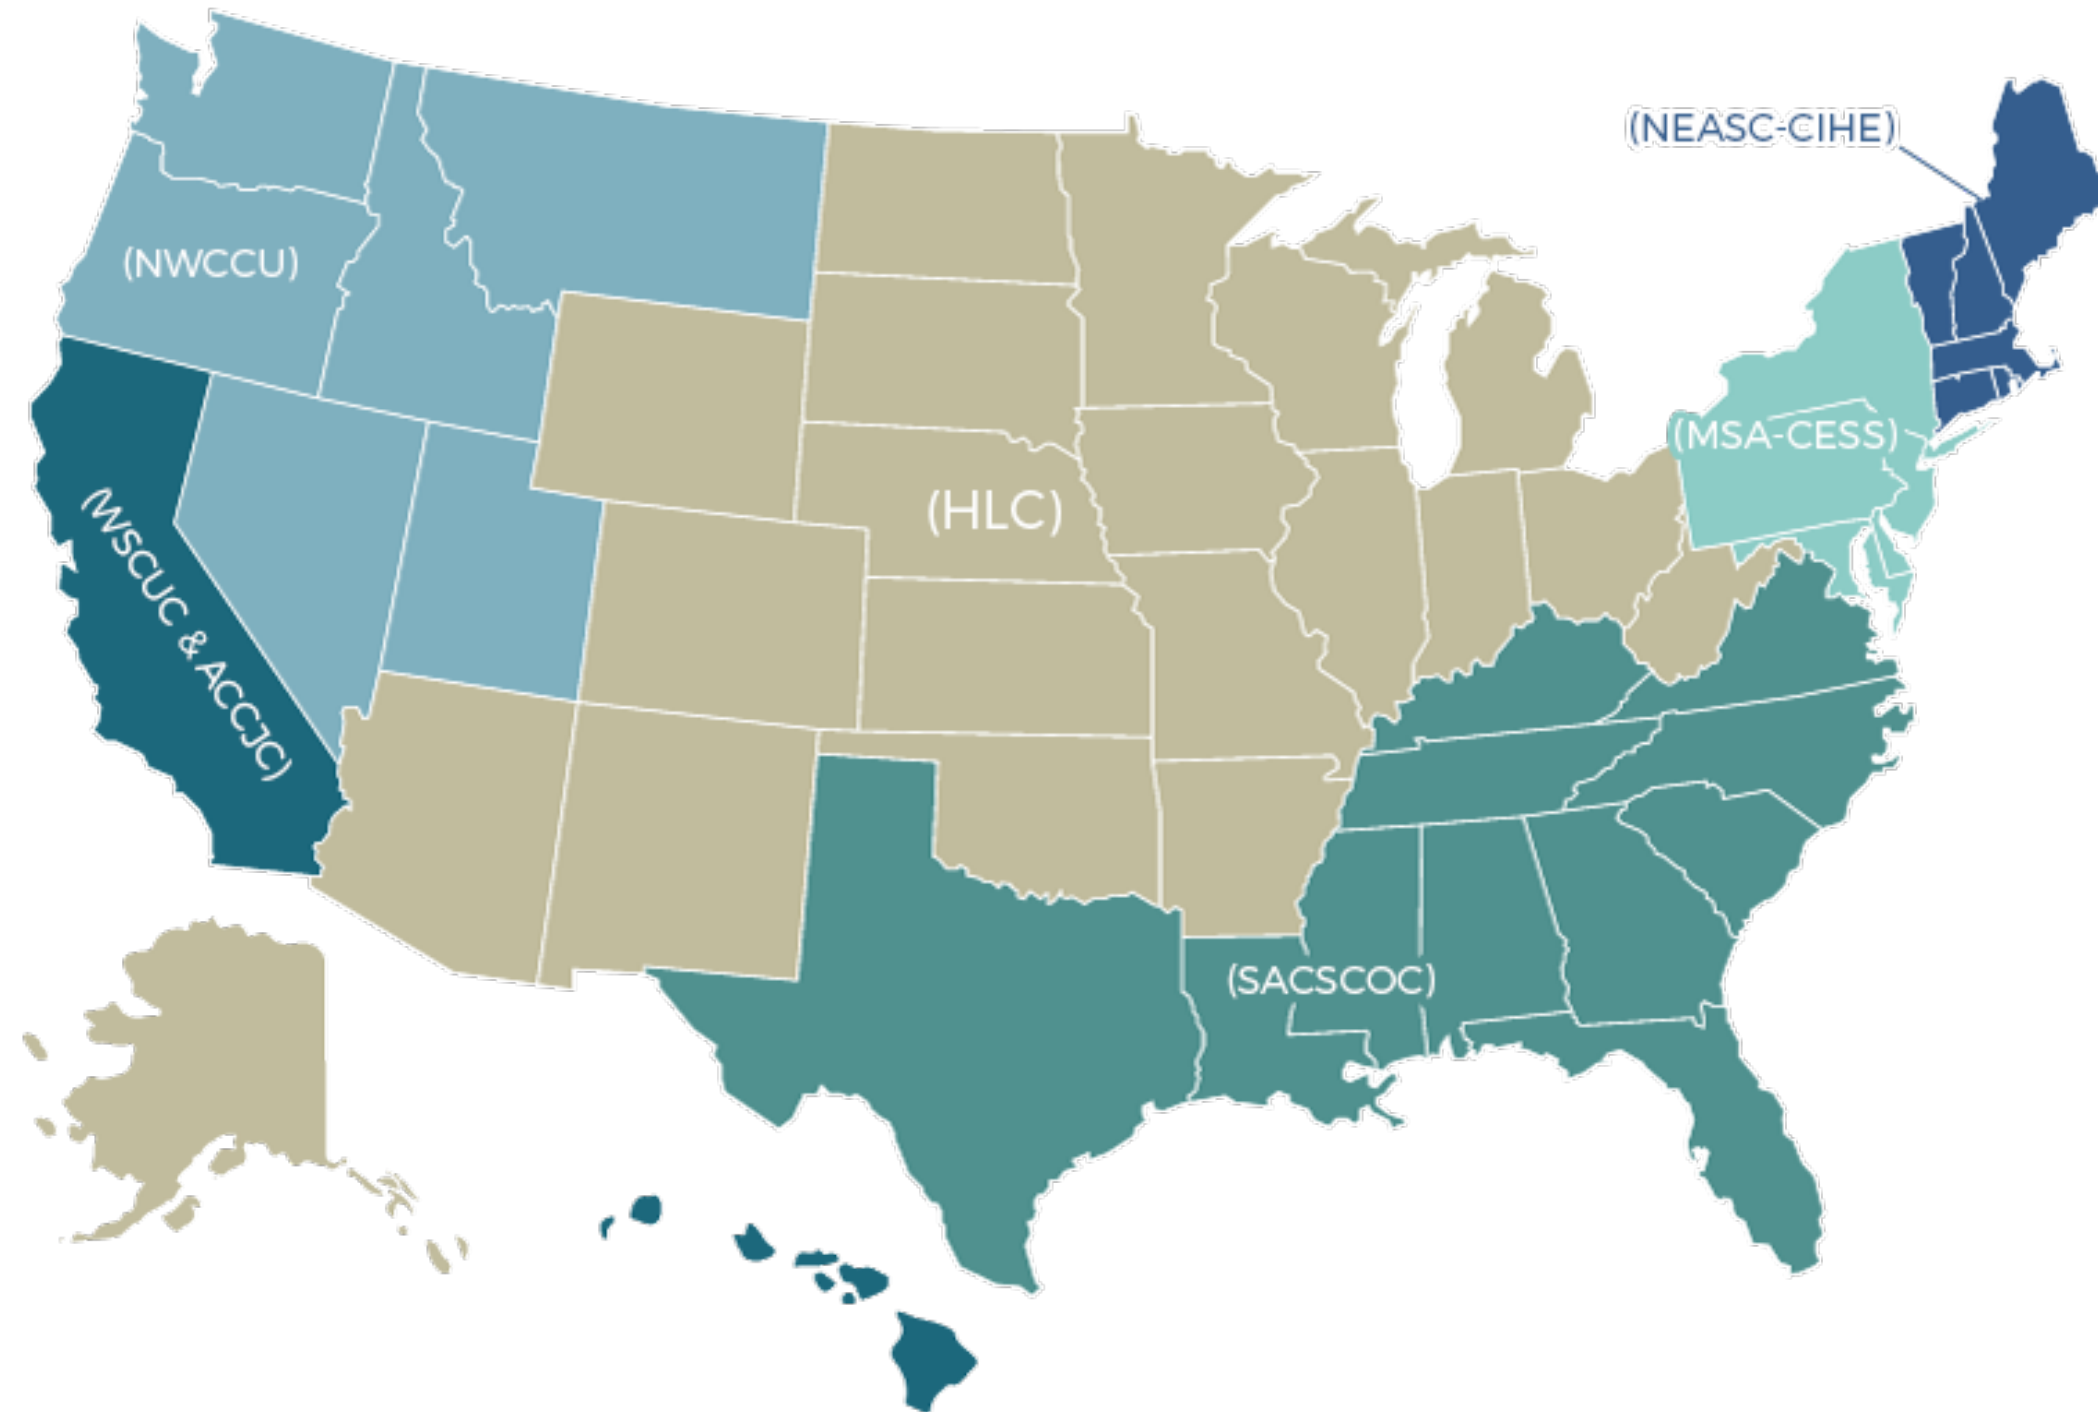 (NEASC-CIHE)
(NWCCU)
(MSA-CESS)
(HLC)
(WSCUC & ACCJC)
(SACSCOC)